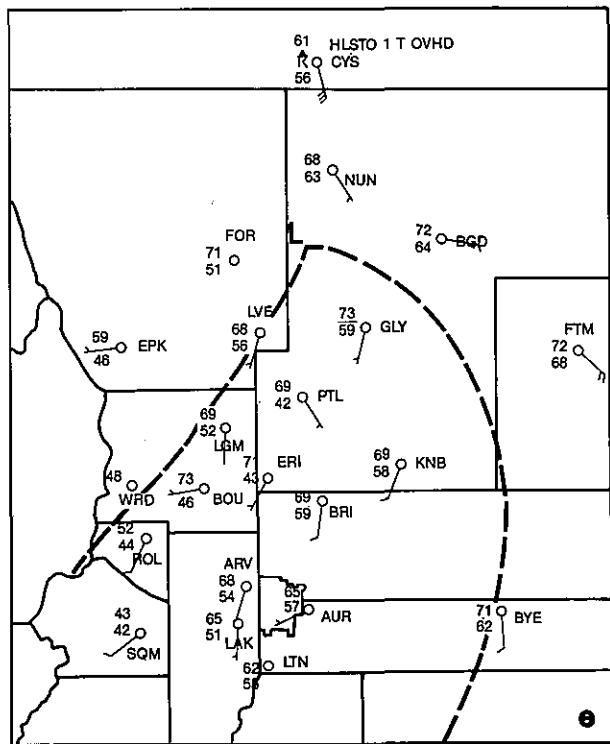 61 HLSTO 1 T OVHD
R CYS
56
68
63 NUN
FOR
71
51
72
64 BGD
LVE
68
56
73
59 GLY
59
46 EPK
FTM
72
68
69
42 PTL
69
52
LGM
71 ERI
43
69
58 KNB
48
WRD
73
46 BOU
69
59 BRI
52
44
ROL
ARV
68
54
65
57
AUR
71
62 BYE
43
42
SQM
65
51
LAK
62 LTN
e